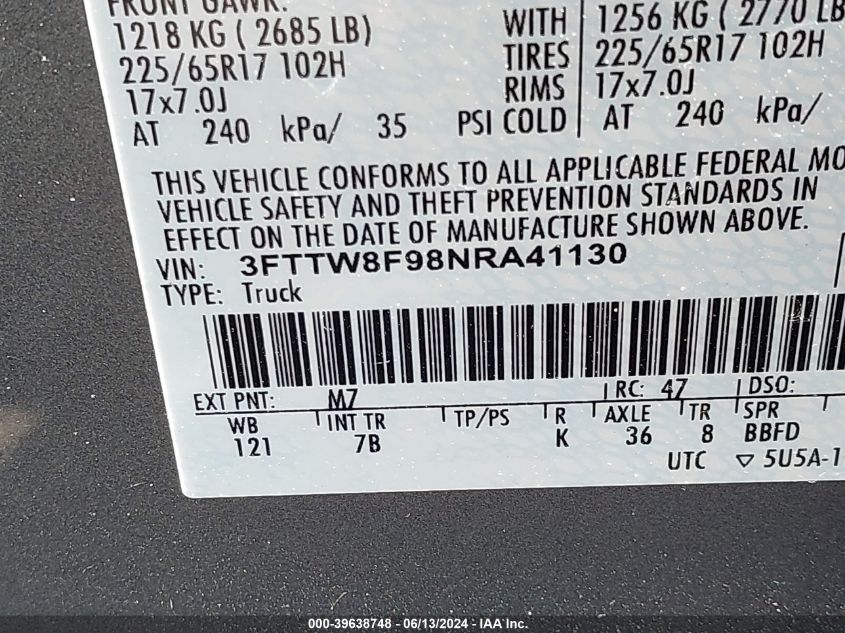 FRONT GAWR:
1218 KG ( 2685 LB) WITH 1256 KG ( 2770 LB
225/65R17 102H TIRES 225/65R17 102H
17x7.0J RIMS 17x7.0J
AT 240 kPa/ 35 PSI COLD AT 240 kPa/
THIS VEHICLE CONFORMS TO ALL APPLICABLE FEDERAL MO
VEHICLE SAFETY AND THEFT PREVENTION STANDARDS IN
EFFECT ON THE DATE OF MANUFACTURE SHOWN ABOVE.
VIN: 3FTTW8F98NRA41130
TYPE: Truck
EXT PNT: M7 RC: 47 DSO:
WB INT TR TP/PS R AXLE TR SPR
121 7B K 36 8 BBFD
UTC ▽ 5U5A-1
000-39638748 - 06/13/2024 - IAA Inc.